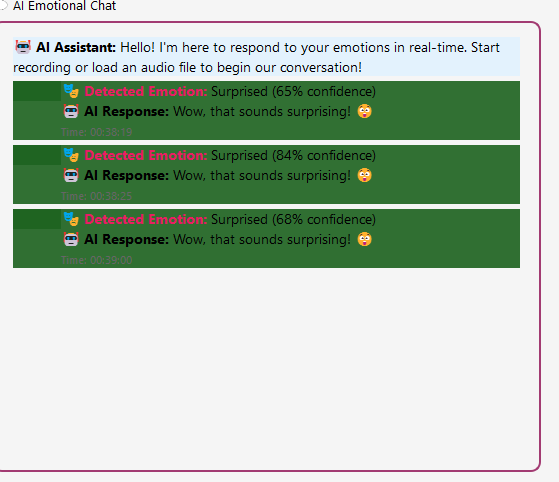 AI Emotional Chat
🤖 AI Assistant: Hello! I'm here to respond to your emotions in real-time. Start
recording or load an audio file to begin our conversation!
🎭 Detected Emotion: Surprised (65% confidence)
🤖 AI Response: Wow, that sounds surprising! 😲
Time: 00:38:19
🎭 Detected Emotion: Surprised (84% confidence)
🤖 AI Response: Wow, that sounds surprising! 😲
Time: 00:38:25
🎭 Detected Emotion: Surprised (68% confidence)
🤖 AI Response: Wow, that sounds surprising! 😲
Time: 00:39:00